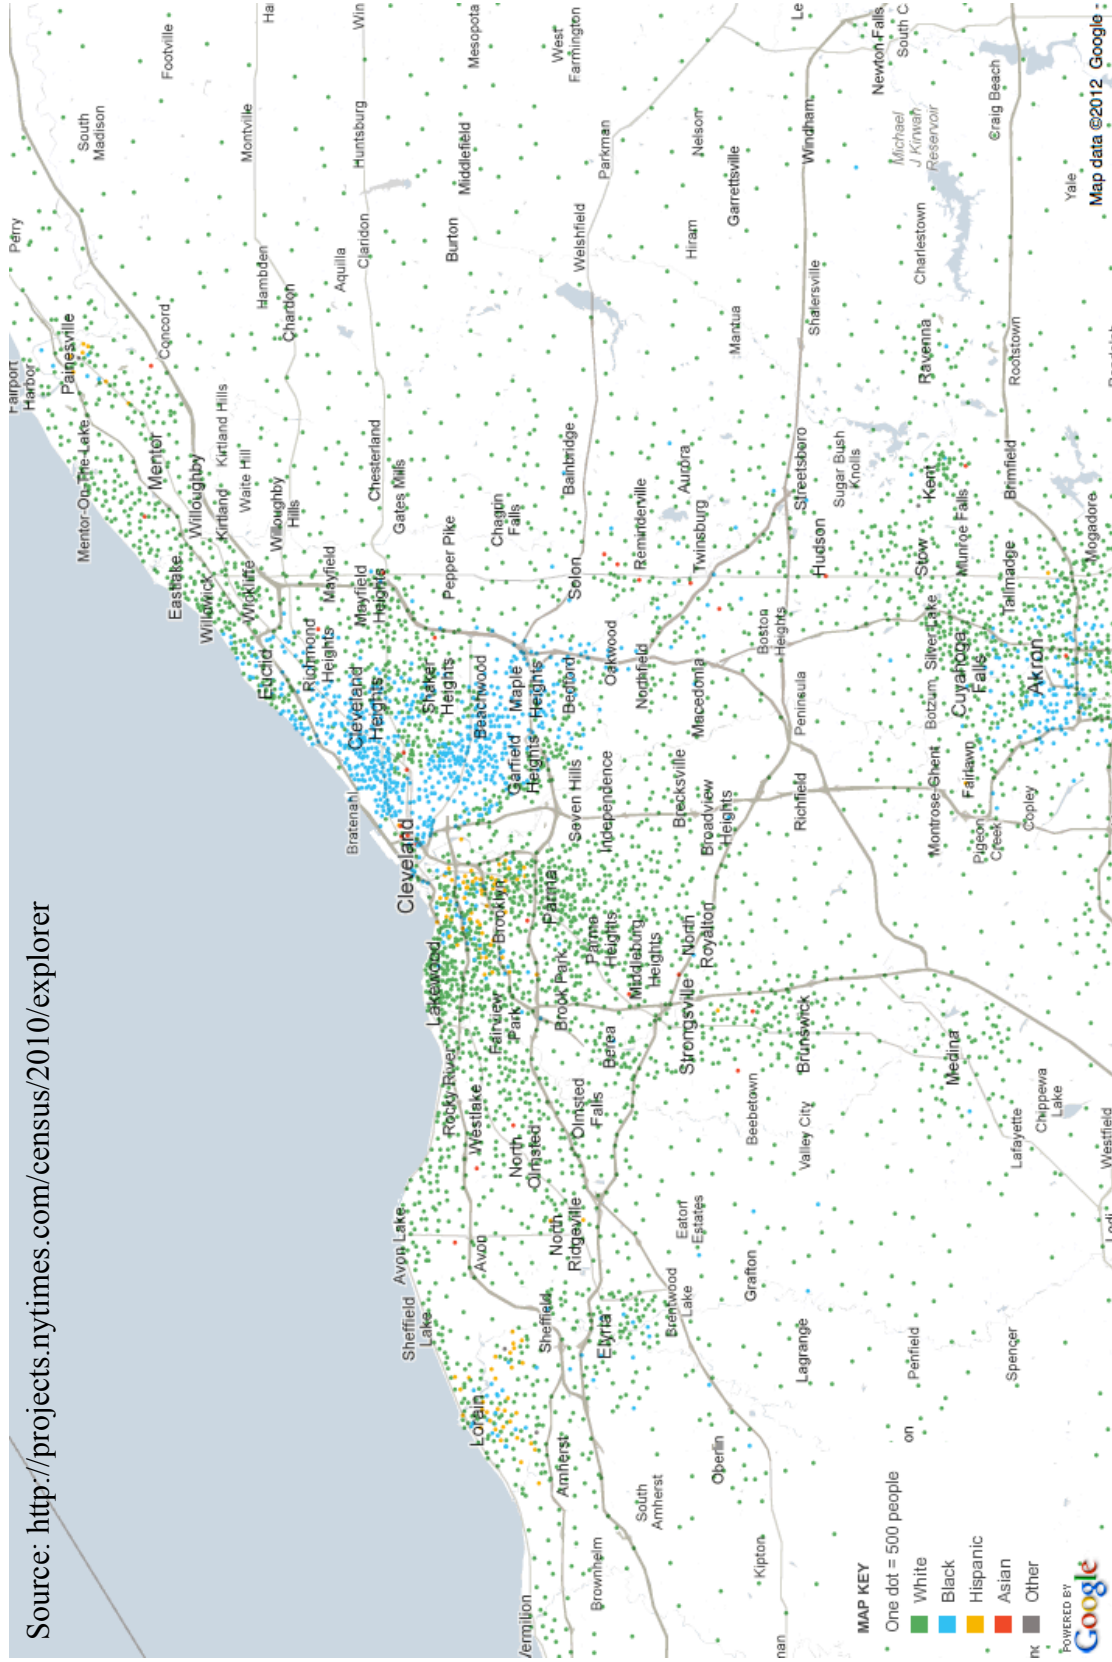 Source: http://projects.nytimes.com/census/2010/explorer
Perry
Fairport
Harbor
Painesville
South
Madison
Footville
Mentor-On-The-Lake
Mentor
Concord
Ha
Win
Montville
Hambden
Chardon
Huntsburg
Claridon
Aquilla
Mesopota
Middlefield
Burton
West
Farmington
Parkman
Welshfield
Eastlake
Willowick
Willoughby
Kirtland Hills
Kirtland
Waite Hill
Willoughby
Hills
Wickliffe
Chesterland
Gates Mills
Mayfield
Mayfield
Heights
Euclid
Richmond
Heights
Cleveland
Heights
Pepper Pike
Chagrin
Falls
Bainbridge
Shaker
Heights
Beachwood
Maple
Heights
Solon
Bedford
Garfield
Heights
Bratenahl
Cleveland
Seven Hills
Independence
Oakwood
Northfield
Macedonia
Reminderville
Twinsburg
Aurora
Mantua
Hiram
Nelson
Garrettsville
Le
Windham
Newton Falls
South C
Michael
J Kirwan
Reservoir
Craig Beach
Charlestown
Yale
Shalersville
Ravenna
Rootstown
Streetsboro
Sugar Bush
Knolls
Kent
Brimfield
Hudson
Stow
Munroe Falls
Tallmadge
Mogadore
Boston
Heights
Silver Lake
Botzum
Cuyahoga
Falls
Akron
Peninsula
Richfield
Montrose-Ghent
Fairlawn
Pigeon
Creek
Copley
Brecksville
Broadview
Heights
Lakewood
Brooklyn
Parma
Parma
Heights
Middleburg
Heights
North
Royalton
Brook Park
Fairview
Park
Berea
Strongsville
Brunswick
Medina
Rocky River
Westlake
North
Olmsted
Olmsted
Falls
Beebetown
Valley City
Chippewa
Lake
Lafayette
Westfield
Lodi
Avon Lake
Avon
North
Ridgeville
Eaton
Estates
Grafton
Sheffield
Lake
Sheffield
Elyria
Brentwood
Lake
Lagrange
Penfield
Spencer
Lorain
Amherst
South
Amherst
Oberlin
on
Vermilion
Brownhelm
Kipton
man
MAP KEY
One dot = 500 people
White
Black
Hispanic
Asian
Other
POWERED BY
Google
Map data ©2012 Google -